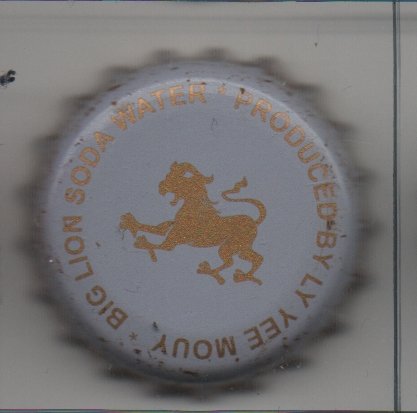 BIG LION SODA WATER * PRODUCED BY LY YEE MOUY *